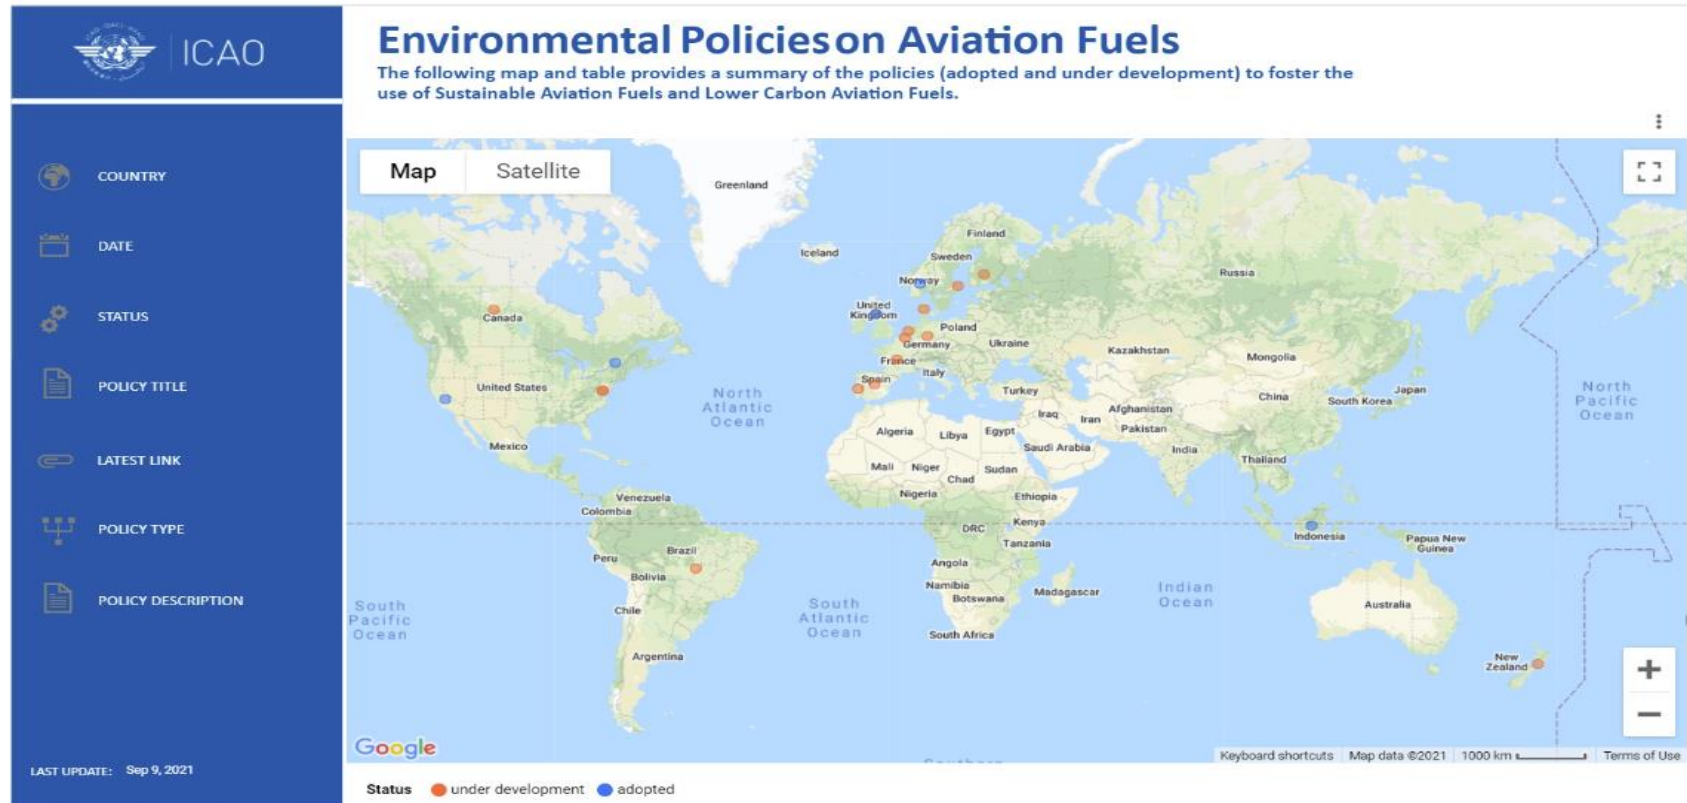 ICAO
Environmental Policies on Aviation Fuels
The following map and table provides a summary of the policies (adopted and under development) to foster the
use of Sustainable Aviation Fuels and Lower Carbon Aviation Fuels.
COUNTRY
DATE
STATUS
POLICY TITLE
LATEST LINK
POLICY TYPE
POLICY DESCRIPTION
LAST UPDATE: Sep 9, 2021
Map Satellite
Greenland
Finland
Iceland
Sweden
Norway
Russia
United
Kingdom
Canada
Poland
Germany
Ukraine
Kazakhstan
Mongolia
France
Italy
Spain
United States
North
Atlantic
Ocean
Turkey
China
South Korea
Japan
North
Pacific
Ocean
Iraq
Iran
Afghanistan
Pakistan
Algeria
Libya
Egypt
Saudi Arabia
India
Thailand
Mexico
Mali
Niger
Chad
Sudan
Nigeria
Ethiopia
Venezuela
Colombia
DRC
Kenya
Tanzania
Indonesia
Papua New
Guinea
Peru
Brazil
Bolivia
Angola
Namibia
Botswana
Madagascar
Indian
Ocean
Australia
South
Pacific
Ocean
Chile
South
Atlantic
Ocean
South Africa
Argentina
New
Zealand
Google
Keyboard shortcuts Map data ©2021 1000 km Terms of Use
Status under development adopted